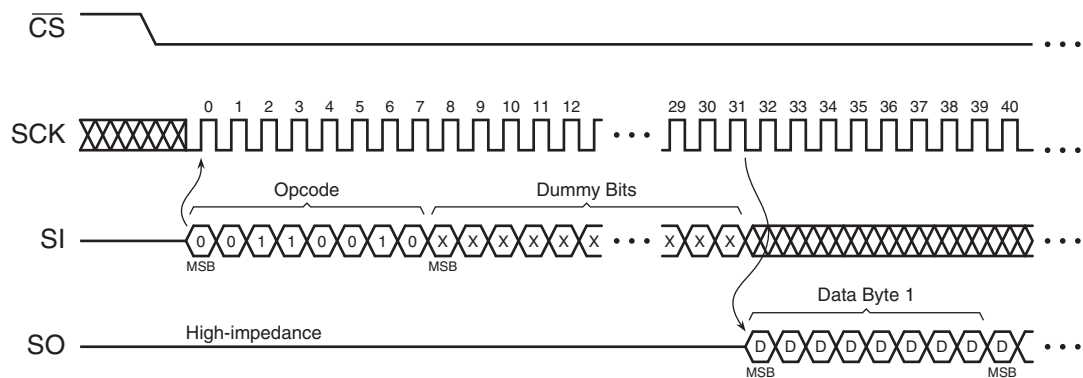 CS
0 1 2 3 4 5 6 7 8 9 10 11 12 29 30 31 32 33 34 35 36 37 38 39 40
SCK
Opcode Dummy Bits
SI 0 0 1 1 0 0 1 0 X X X X X X X X X
MSB MSB
Data Byte 1
High-impedance
SO D D D D D D D D D
MSB MSB